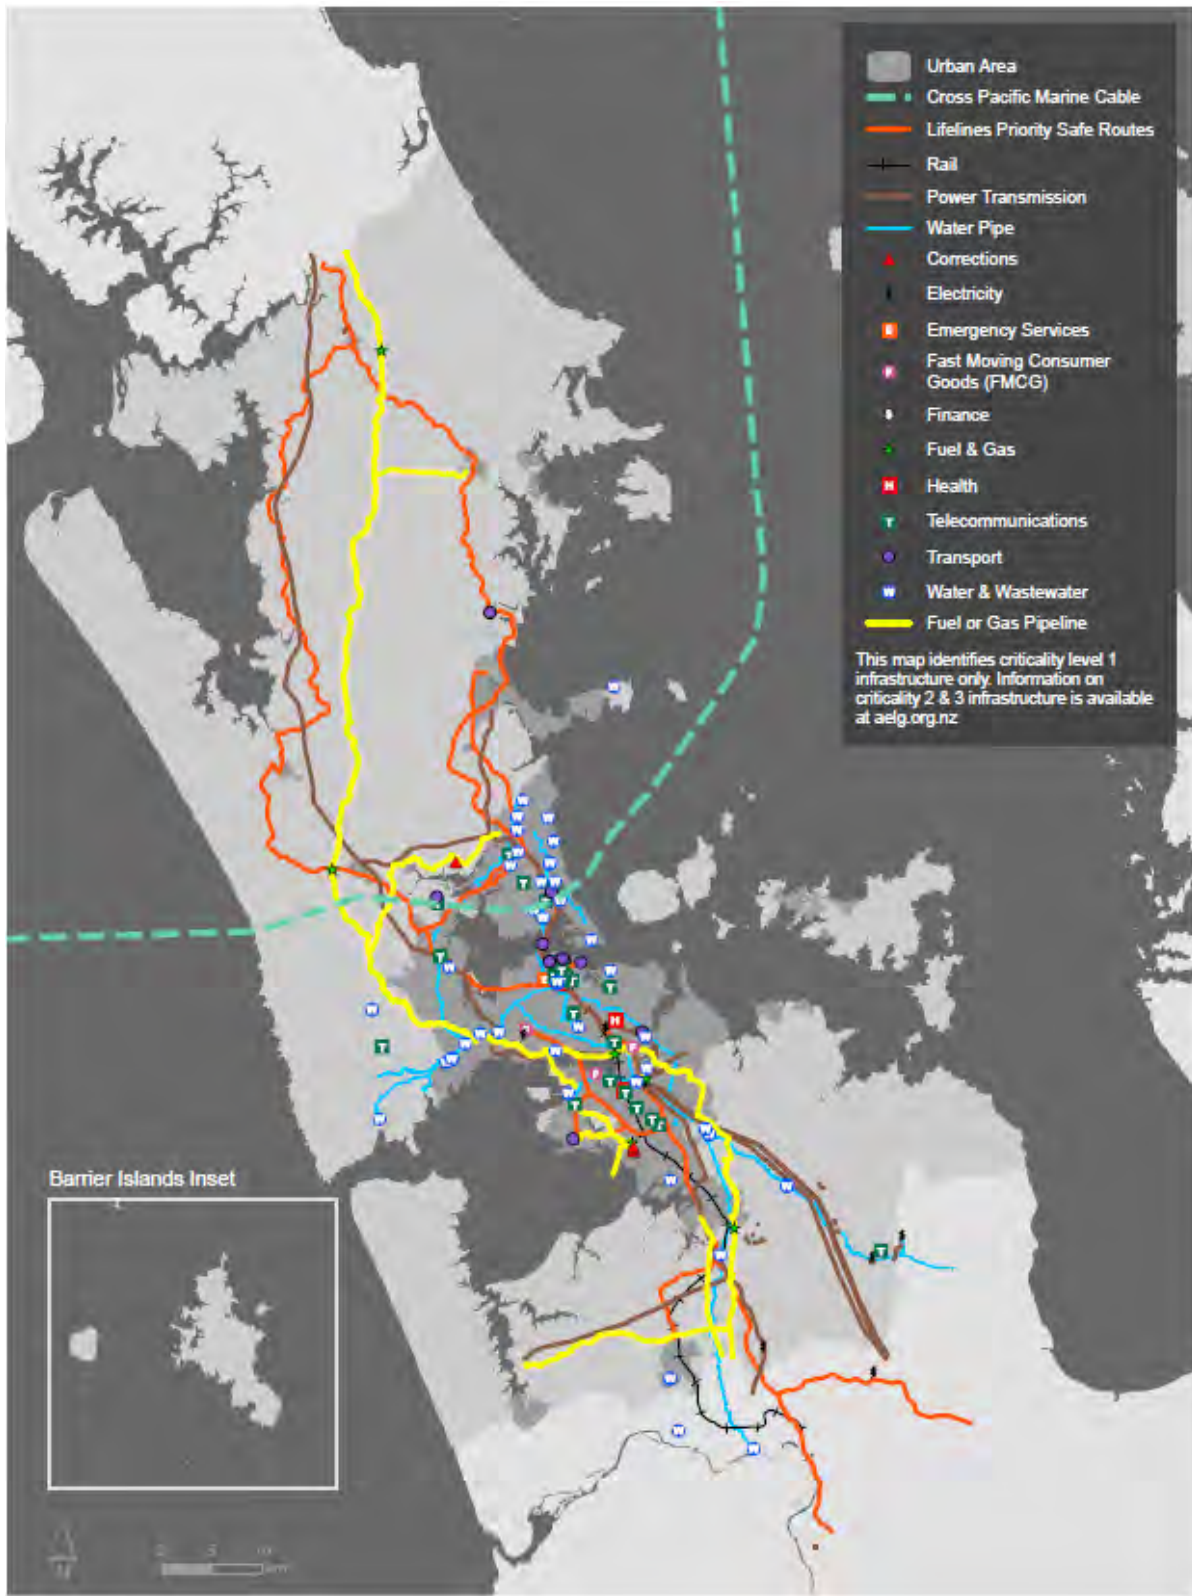 Urban Area
Cross Pacific Marine Cable
Lifelines Priority Safe Routes
Rail
Power Transmission
Water Pipe
Corrections
Electricity
Emergency Services
Fast Moving Consumer
Goods (FMCG)
Finance
Fuel & Gas
Health
Telecommunications
Transport
Water & Wastewater
Fuel or Gas Pipeline
This map identifies criticality level 1
infrastructure only. Information on
criticality 2 & 3 infrastructure is available
at aelg.org.nz
Barrier Islands Inset